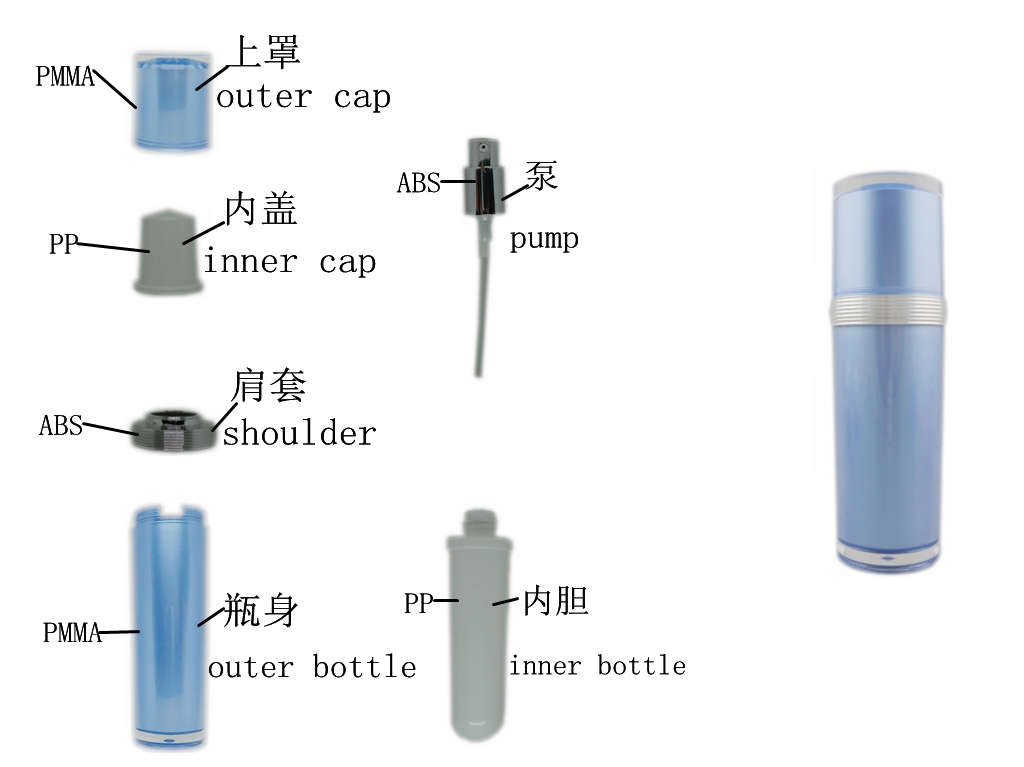 PMMA
上罩
outer cap
PP
内盖
inner cap
ABS
泵
pump
ABS
肩套
shoulder
PMMA
瓶身
outer bottle
PP
内胆
inner bottle